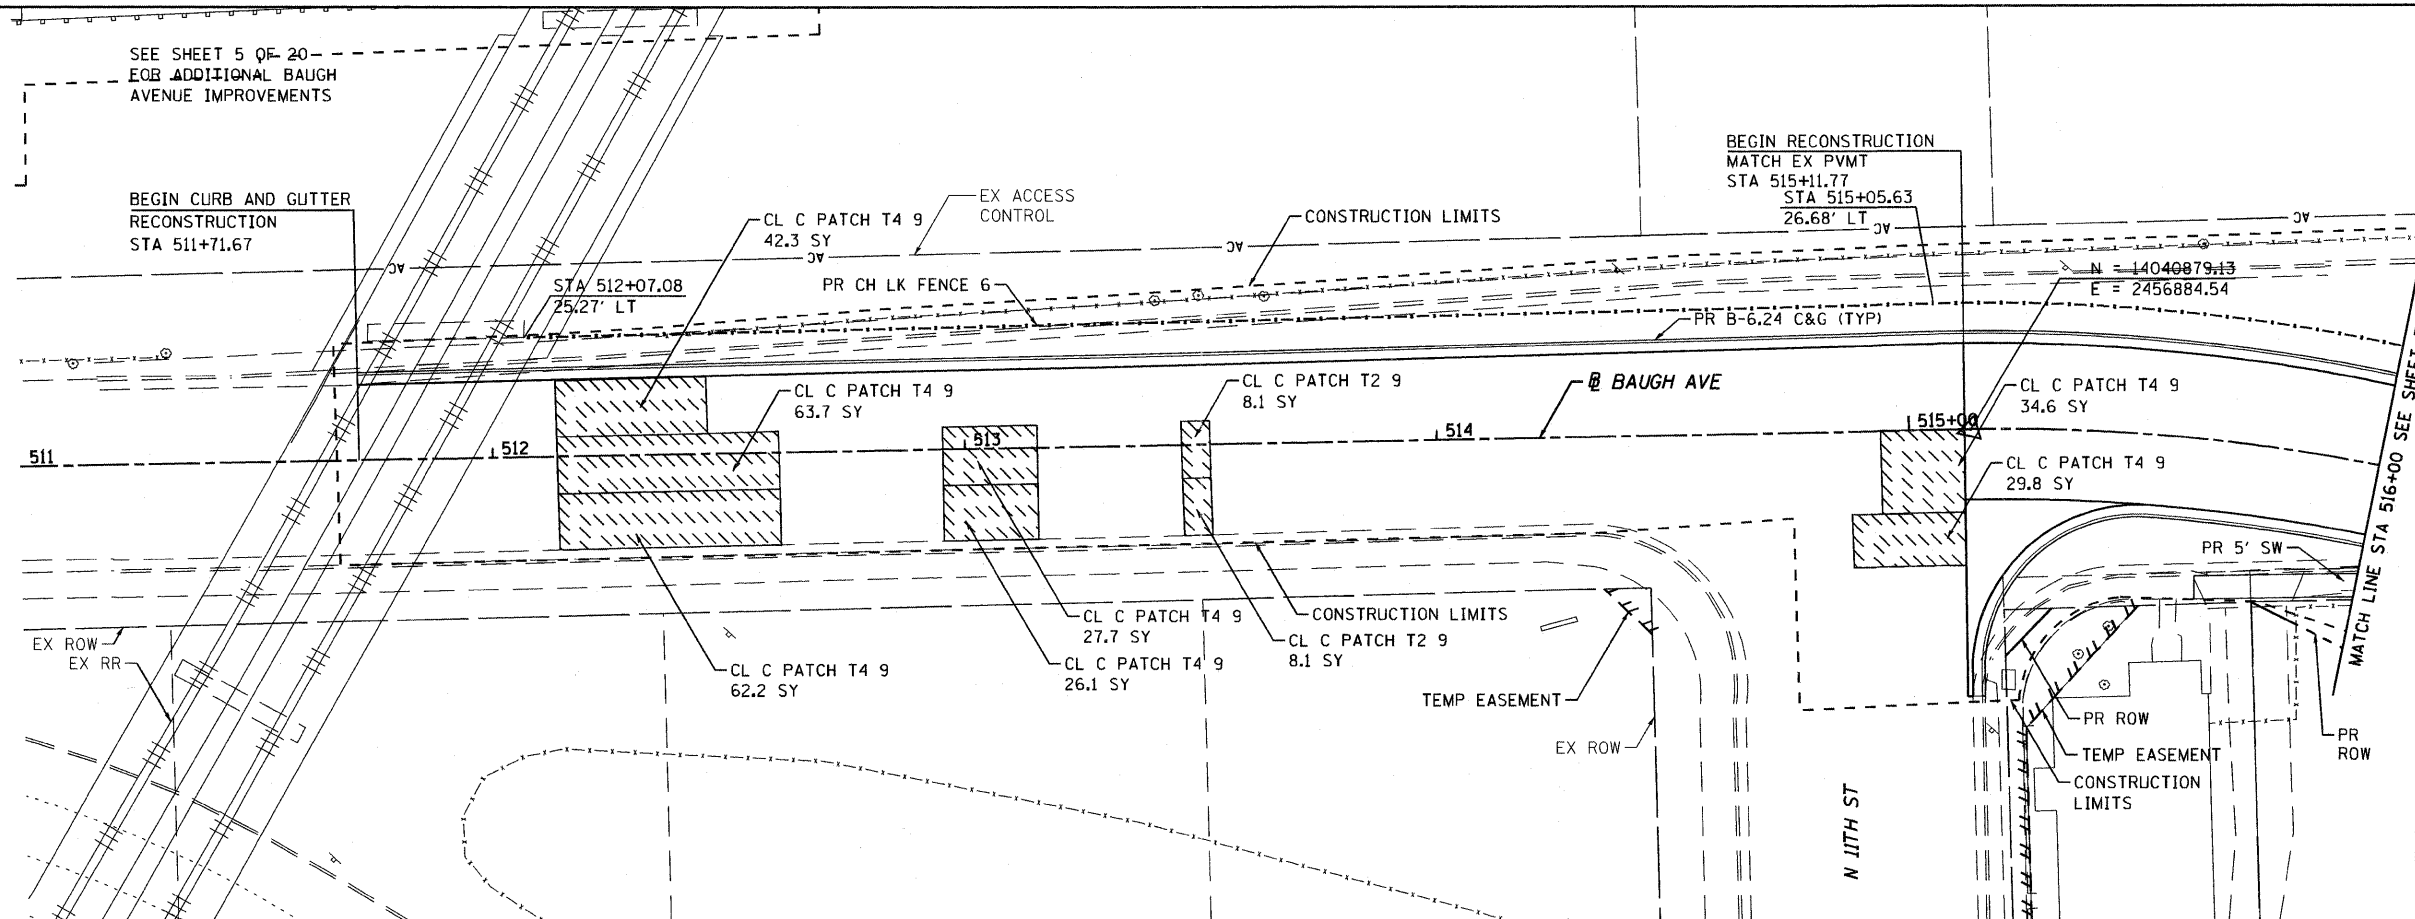 SEE SHEET 5 OF 20
FOR ADDITIONAL BAUGH
AVENUE IMPROVEMENTS
BEGIN CURB AND GUTTER
RECONSTRUCTION
STA 511+71.67
CL C PATCH T4 9
42.3 SY
EX ACCESS
CONTROL
CONSTRUCTION LIMITS
BEGIN RECONSTRUCTION
MATCH EX PVMT
STA 515+11.77
STA 515+05.63
26.68' LT
AC
AC
AC
AC
AC
STA 512+07.08
25.27' LT
PR CH LK FENCE 6
N = 14040879.13
E = 2456884.54
PR B-6.24 C&G (TYP)
CL C PATCH T4 9
63.7 SY
CL C PATCH T2 9
8.1 SY
BAUGH AVE
CL C PATCH T4 9
34.6 SY
511
512
513
514
515+00
CL C PATCH T4 9
29.8 SY
PR 5' SW
MATCH LINE STA 516+00 SEE SHEET
EX ROW
EX RR
CL C PATCH T4 9
62.2 SY
CL C PATCH T4 9
27.7 SY
CL C PATCH T4 9
26.1 SY
CONSTRUCTION LIMITS
CL C PATCH T2 9
8.1 SY
TEMP EASEMENT
EX ROW
N 11TH ST
PR ROW
TEMP EASEMENT
CONSTRUCTION
LIMITS
PR
ROW